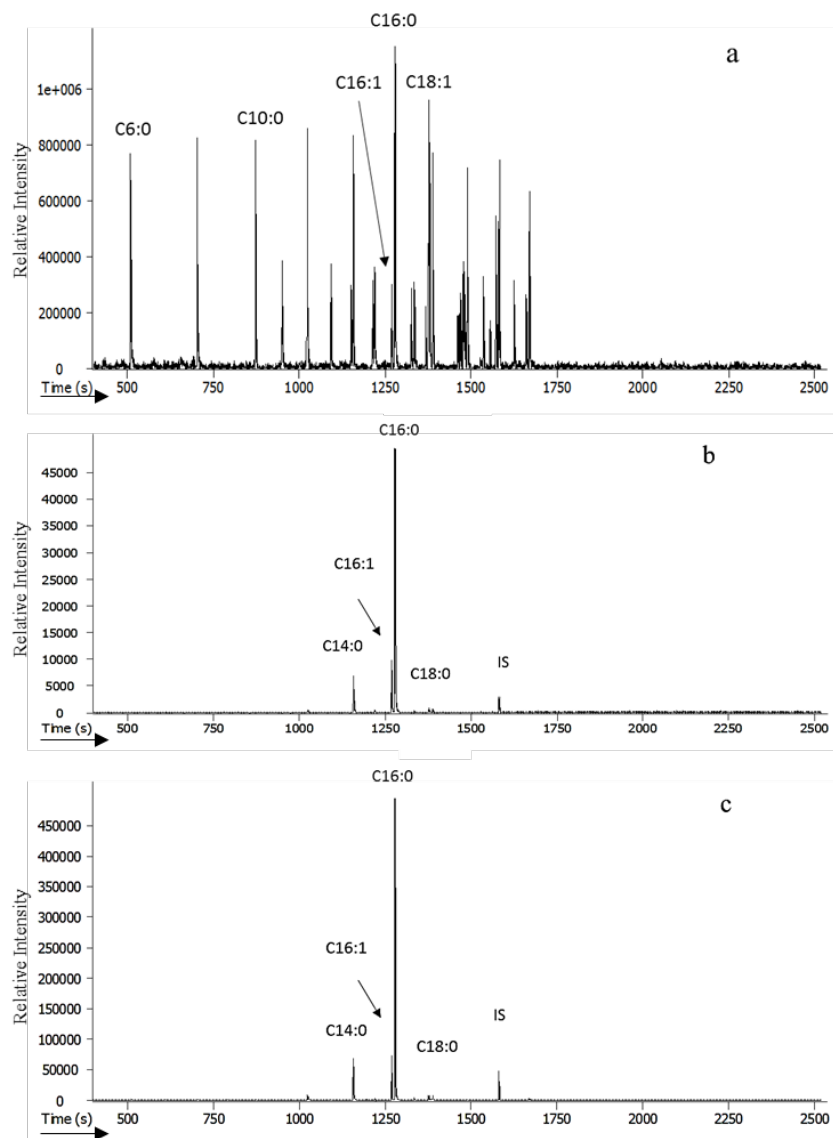 C16:0
a
C16:1
C18:1
1e+006
C6:0
C10:0
800000
600000
400000
200000
0
Relative Intensity
Time (s)
500
750
1000
1250
1500
1750
2000
2250
2500
C16:0
b
45000
40000
35000
30000
25000
20000
15000
10000
5000
0
Relative Intensity
C16:1
C14:0
C18:0
IS
Time (s)
500
750
1000
1250
1500
1750
2000
2250
2500
C16:0
c
450000
400000
350000
300000
250000
200000
150000
100000
50000
0
Relative Intensity
C16:1
C14:0
C18:0
IS
Time (s)
500
750
1000
1250
1500
1750
2000
2250
2500